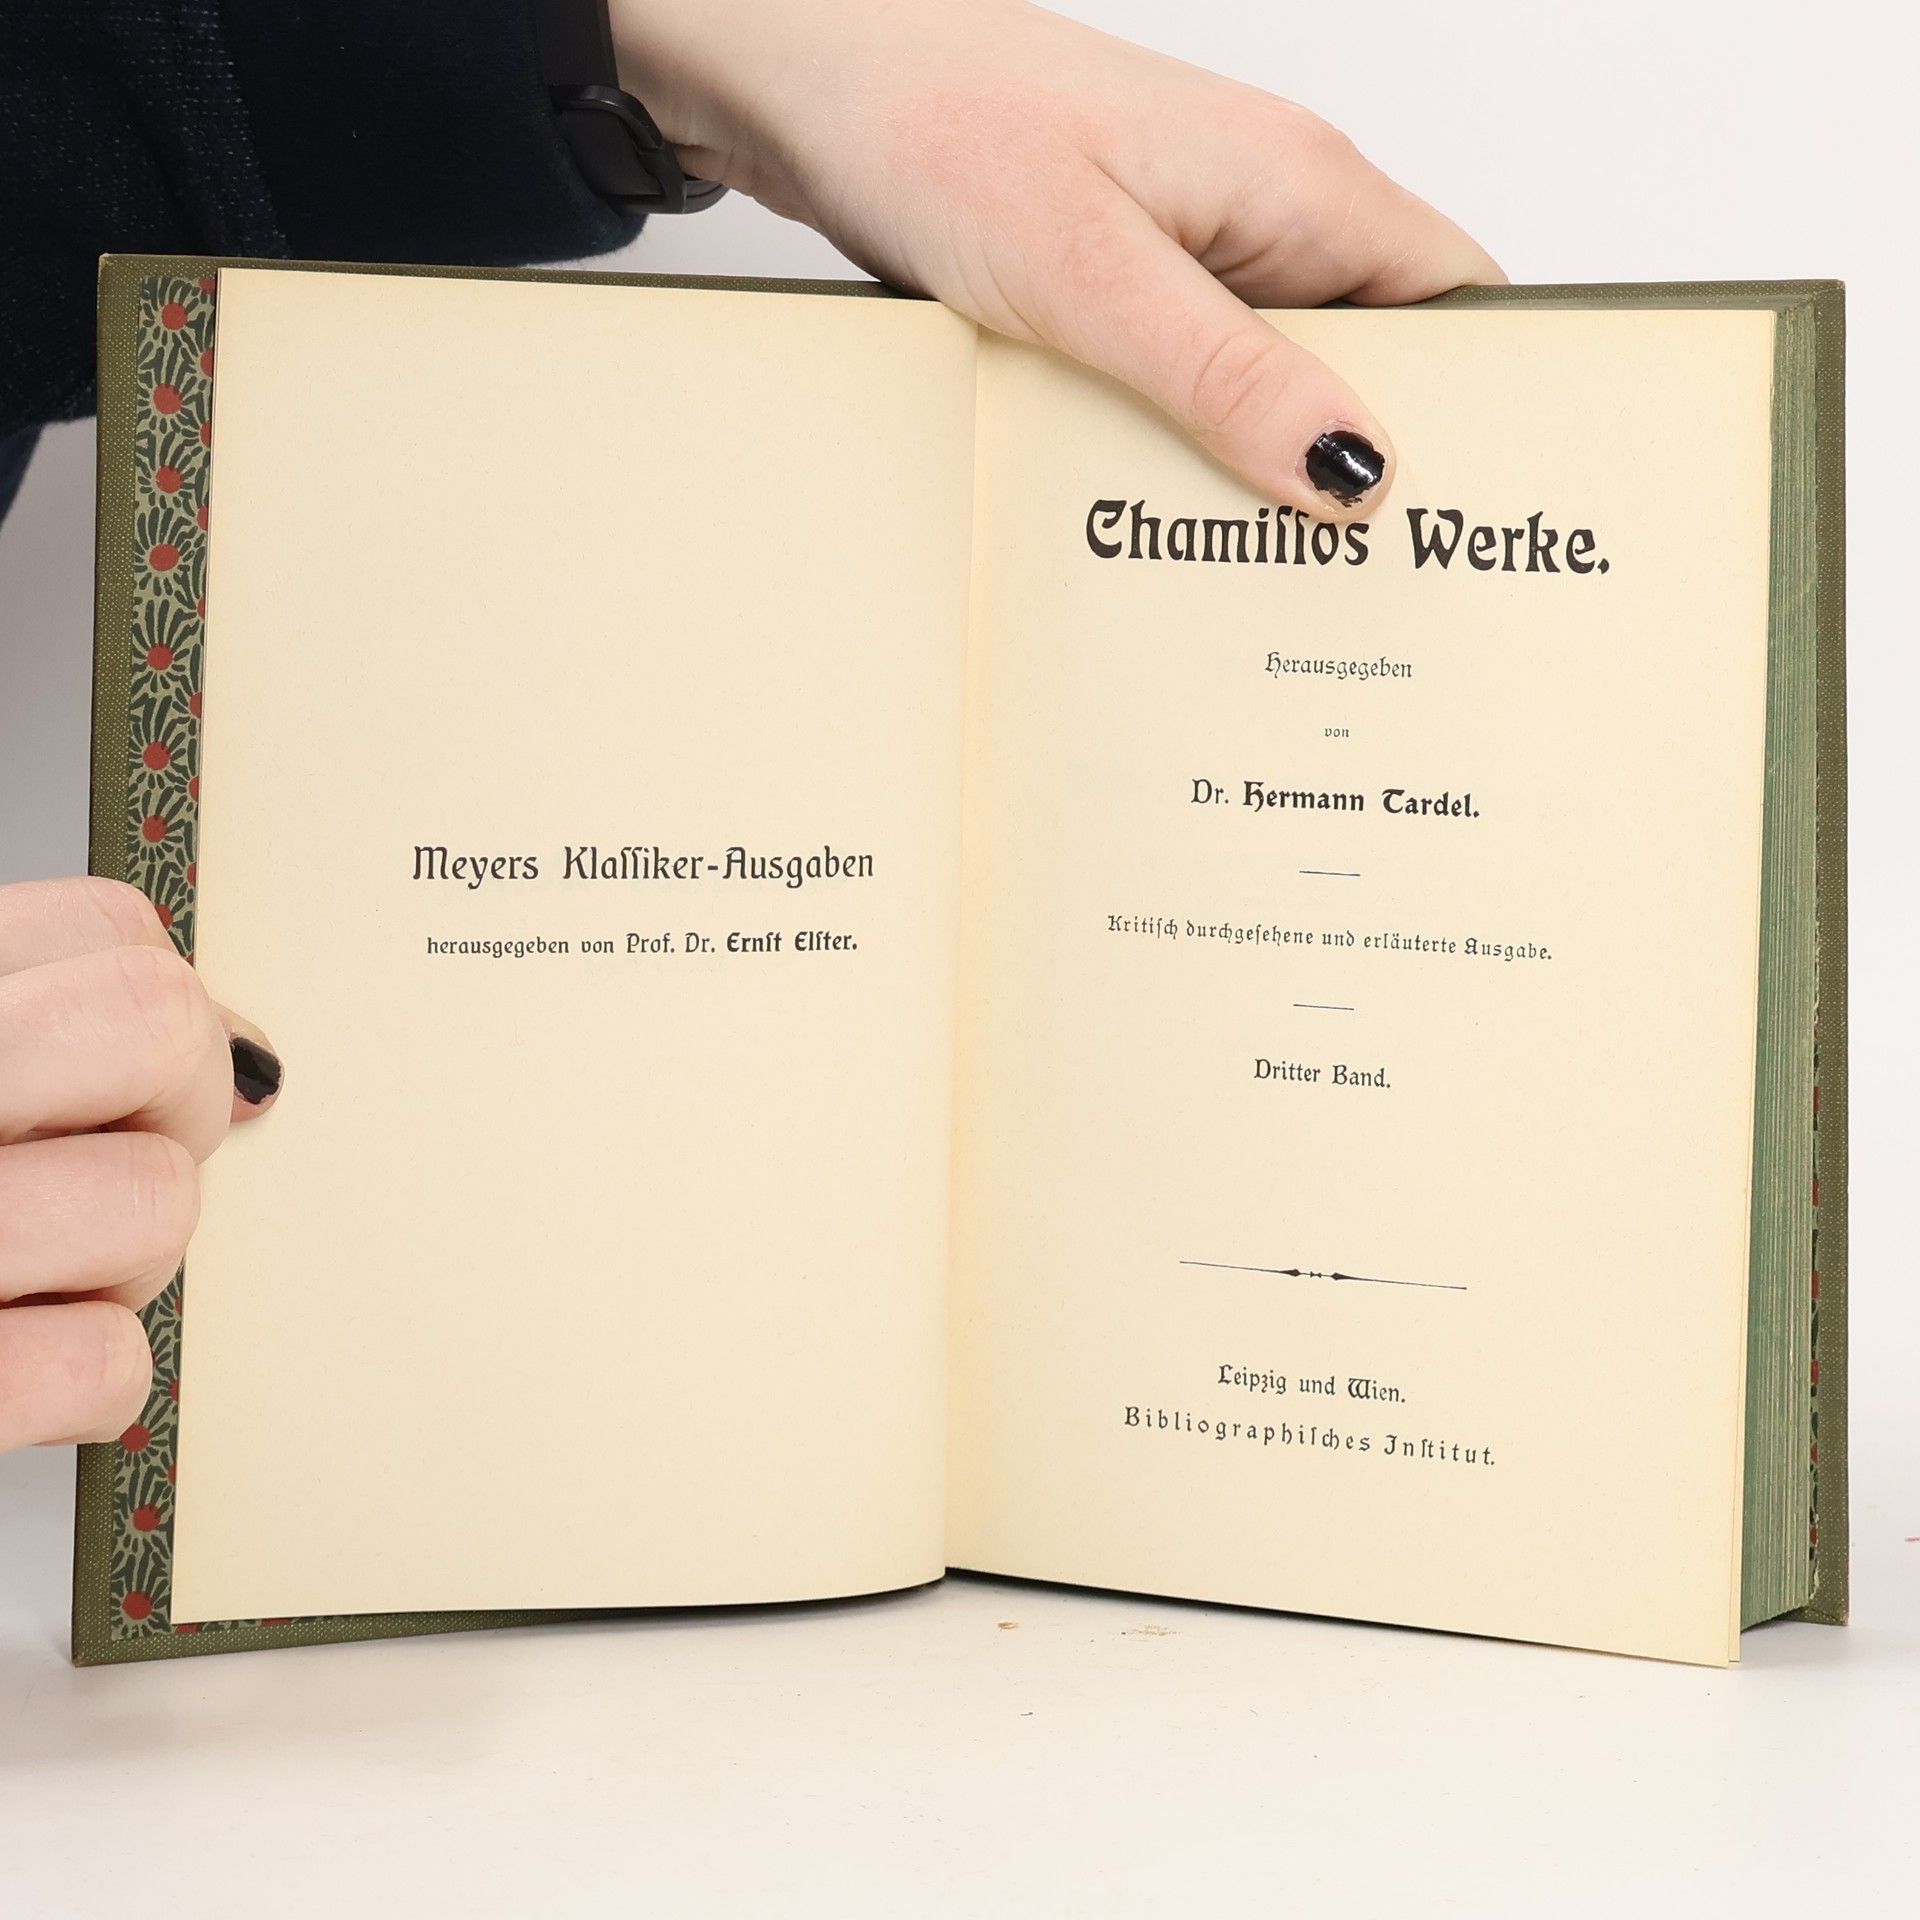 Meyers Klaſſiker-Ausgaben
herausgegeben von Prof. Dr. Ernſt Elſter.
Chamiſſos Werke.
Herausgegeben
von
Dr. Hermann Tardel.
Kritiſch durchgeſehene und erläuterte Ausgabe.
Dritter Band.
Leipzig und Wien.
Bibliographiſches Inſtitut.